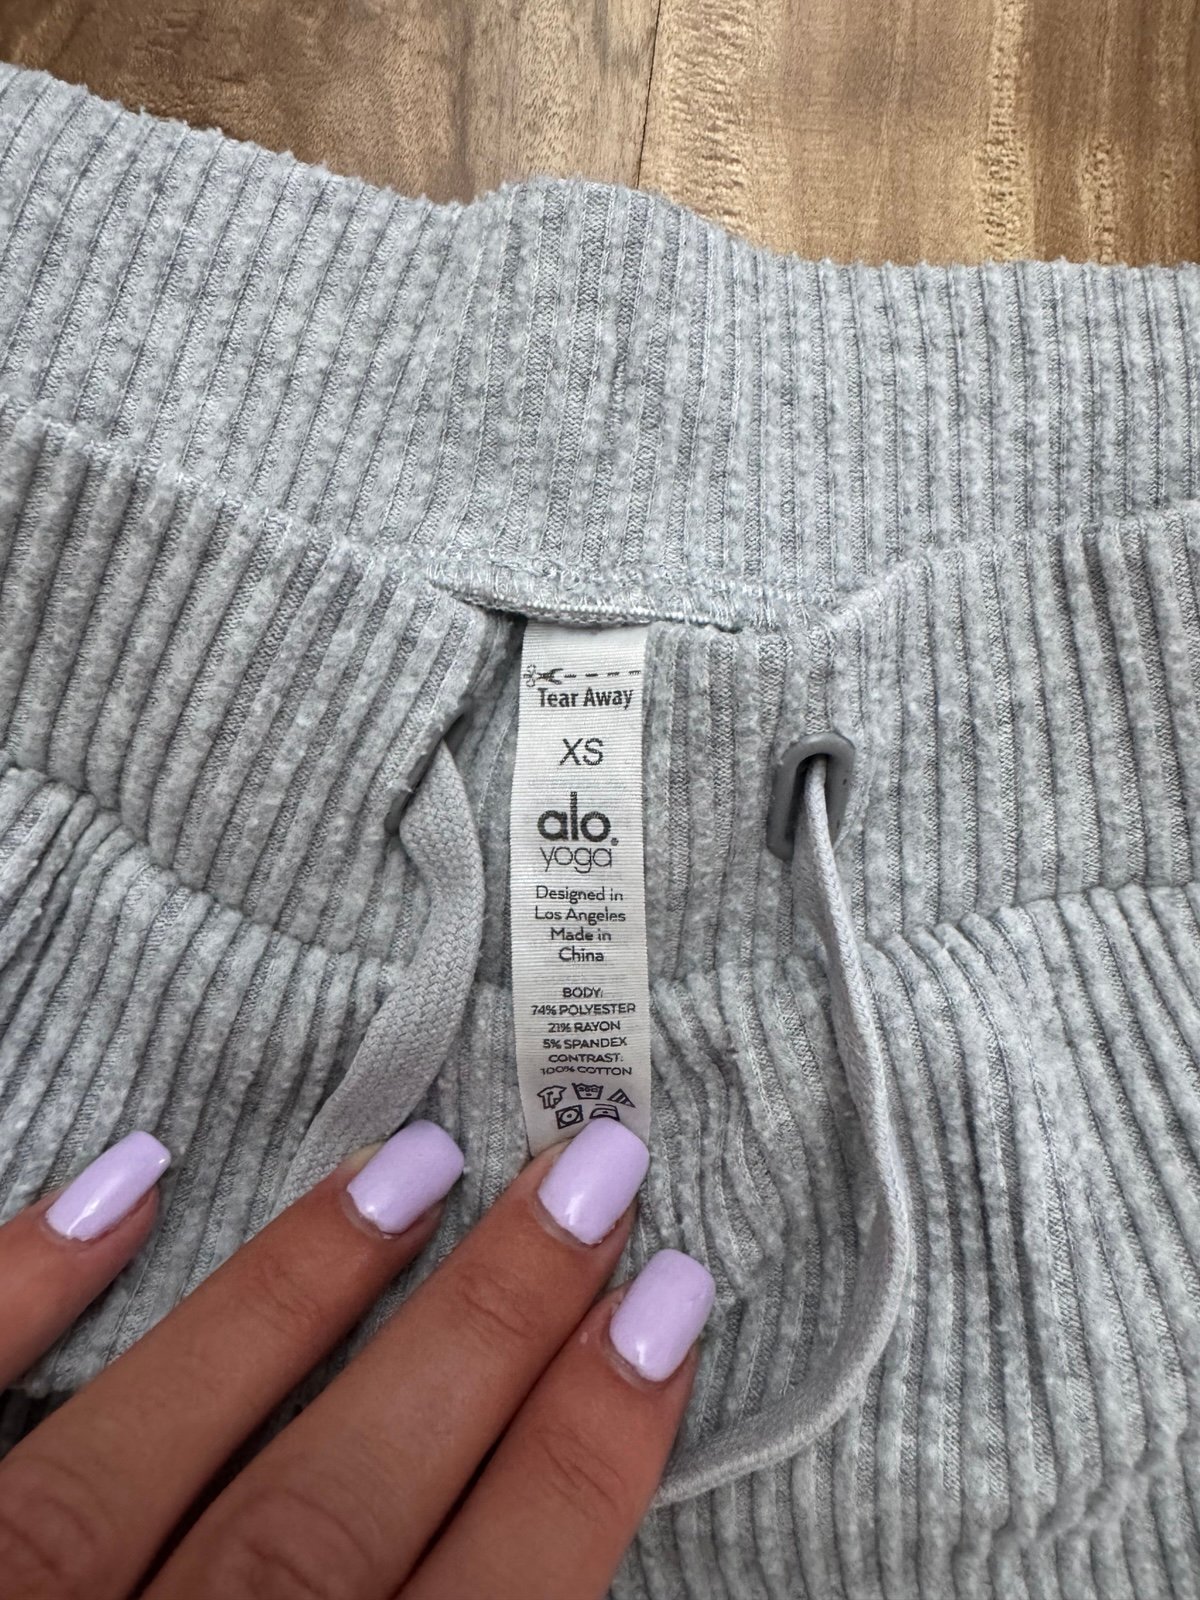 Tear Away
XS
alo®
yoga
Designed in
Los Angeles
Made in
China
BODY:
74% POLYESTER
21% RAYON
5% SPANDEX
CONTRAST:
100% COTTON